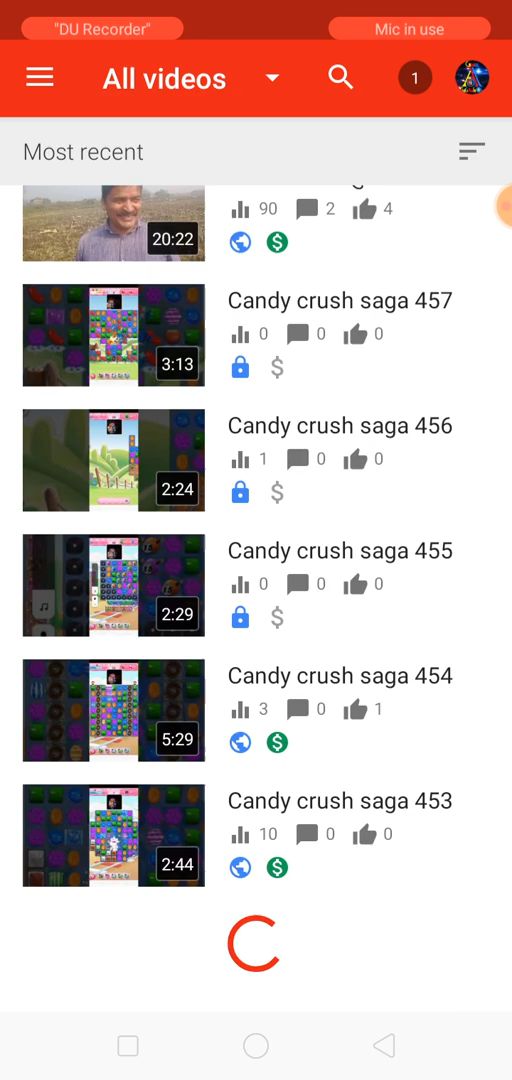 "DU Recorder" Mic in use
All videos 1
Most recent
90 2 4
20:22
Candy crush saga 457
0 0 0
3:13
Candy crush saga 456
1 0 0
2:24
Candy crush saga 455
0 0 0
2:29
Candy crush saga 454
3 0 1
5:29
Candy crush saga 453
10 0 0
2:44